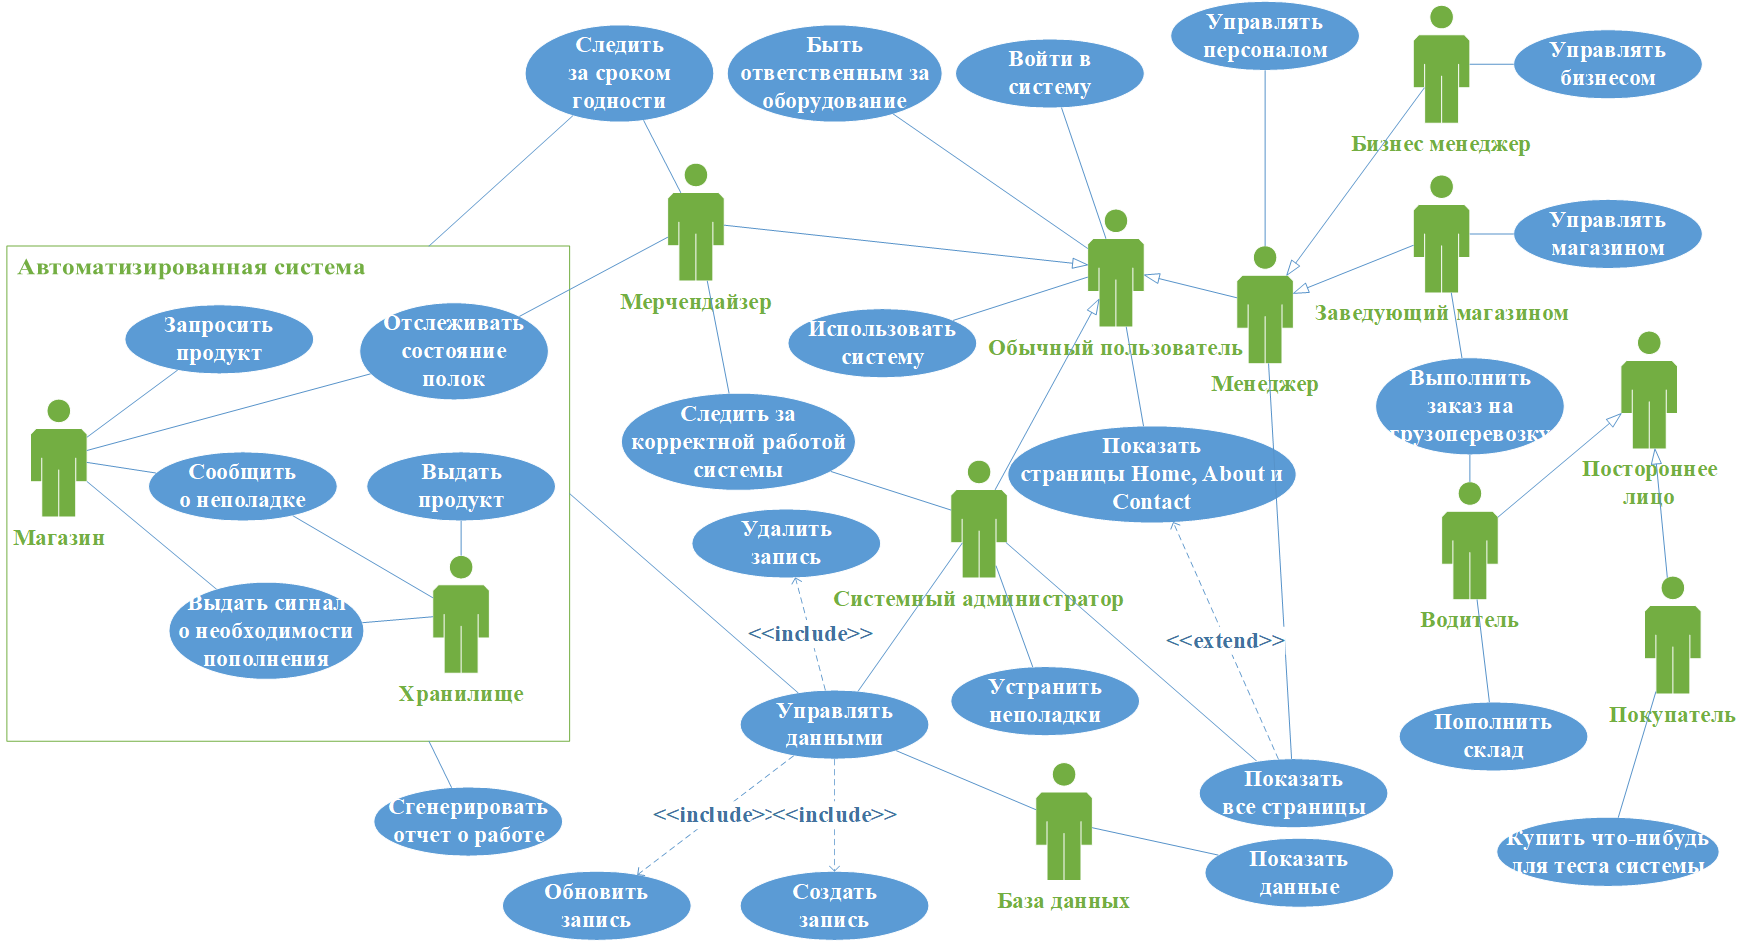 Следить
за сроком
годности
Быть
ответственным за
оборудование
Войти в
систему
Управлять
персоналом
Управлять
бизнесом
Бизнес менеджер
Управлять
магазином
Заведующий магазином
Мерчендайзер
Автоматизированная система
Запросить
продукт
Отслеживать
состояние
полок
Использовать
систему
Обычный пользователь
Менеджер
Выполнить
заказ на
грузоперевозку
Постороннее
лицо
Следить за
корректной работой
системы
Показать
страницы Home, About и
Contact
Сообщить
о неполадке
Выдать
продукт
Магазин
Удалить
запись
Системный администратор
Водитель
Выдать сигнал
о необходимости
пополнения
Хранилище
<<include>>
<<extend>>
Управлять
данными
Устранить
неполадки
Пополнить
склад
Покупатель
Сгенерировать
отчет о работе
<<include>>
<<include>>
Показать
все страницы
Купить что-нибудь
для теста системы
Обновить
запись
Создать
запись
База данных
Показать
данные